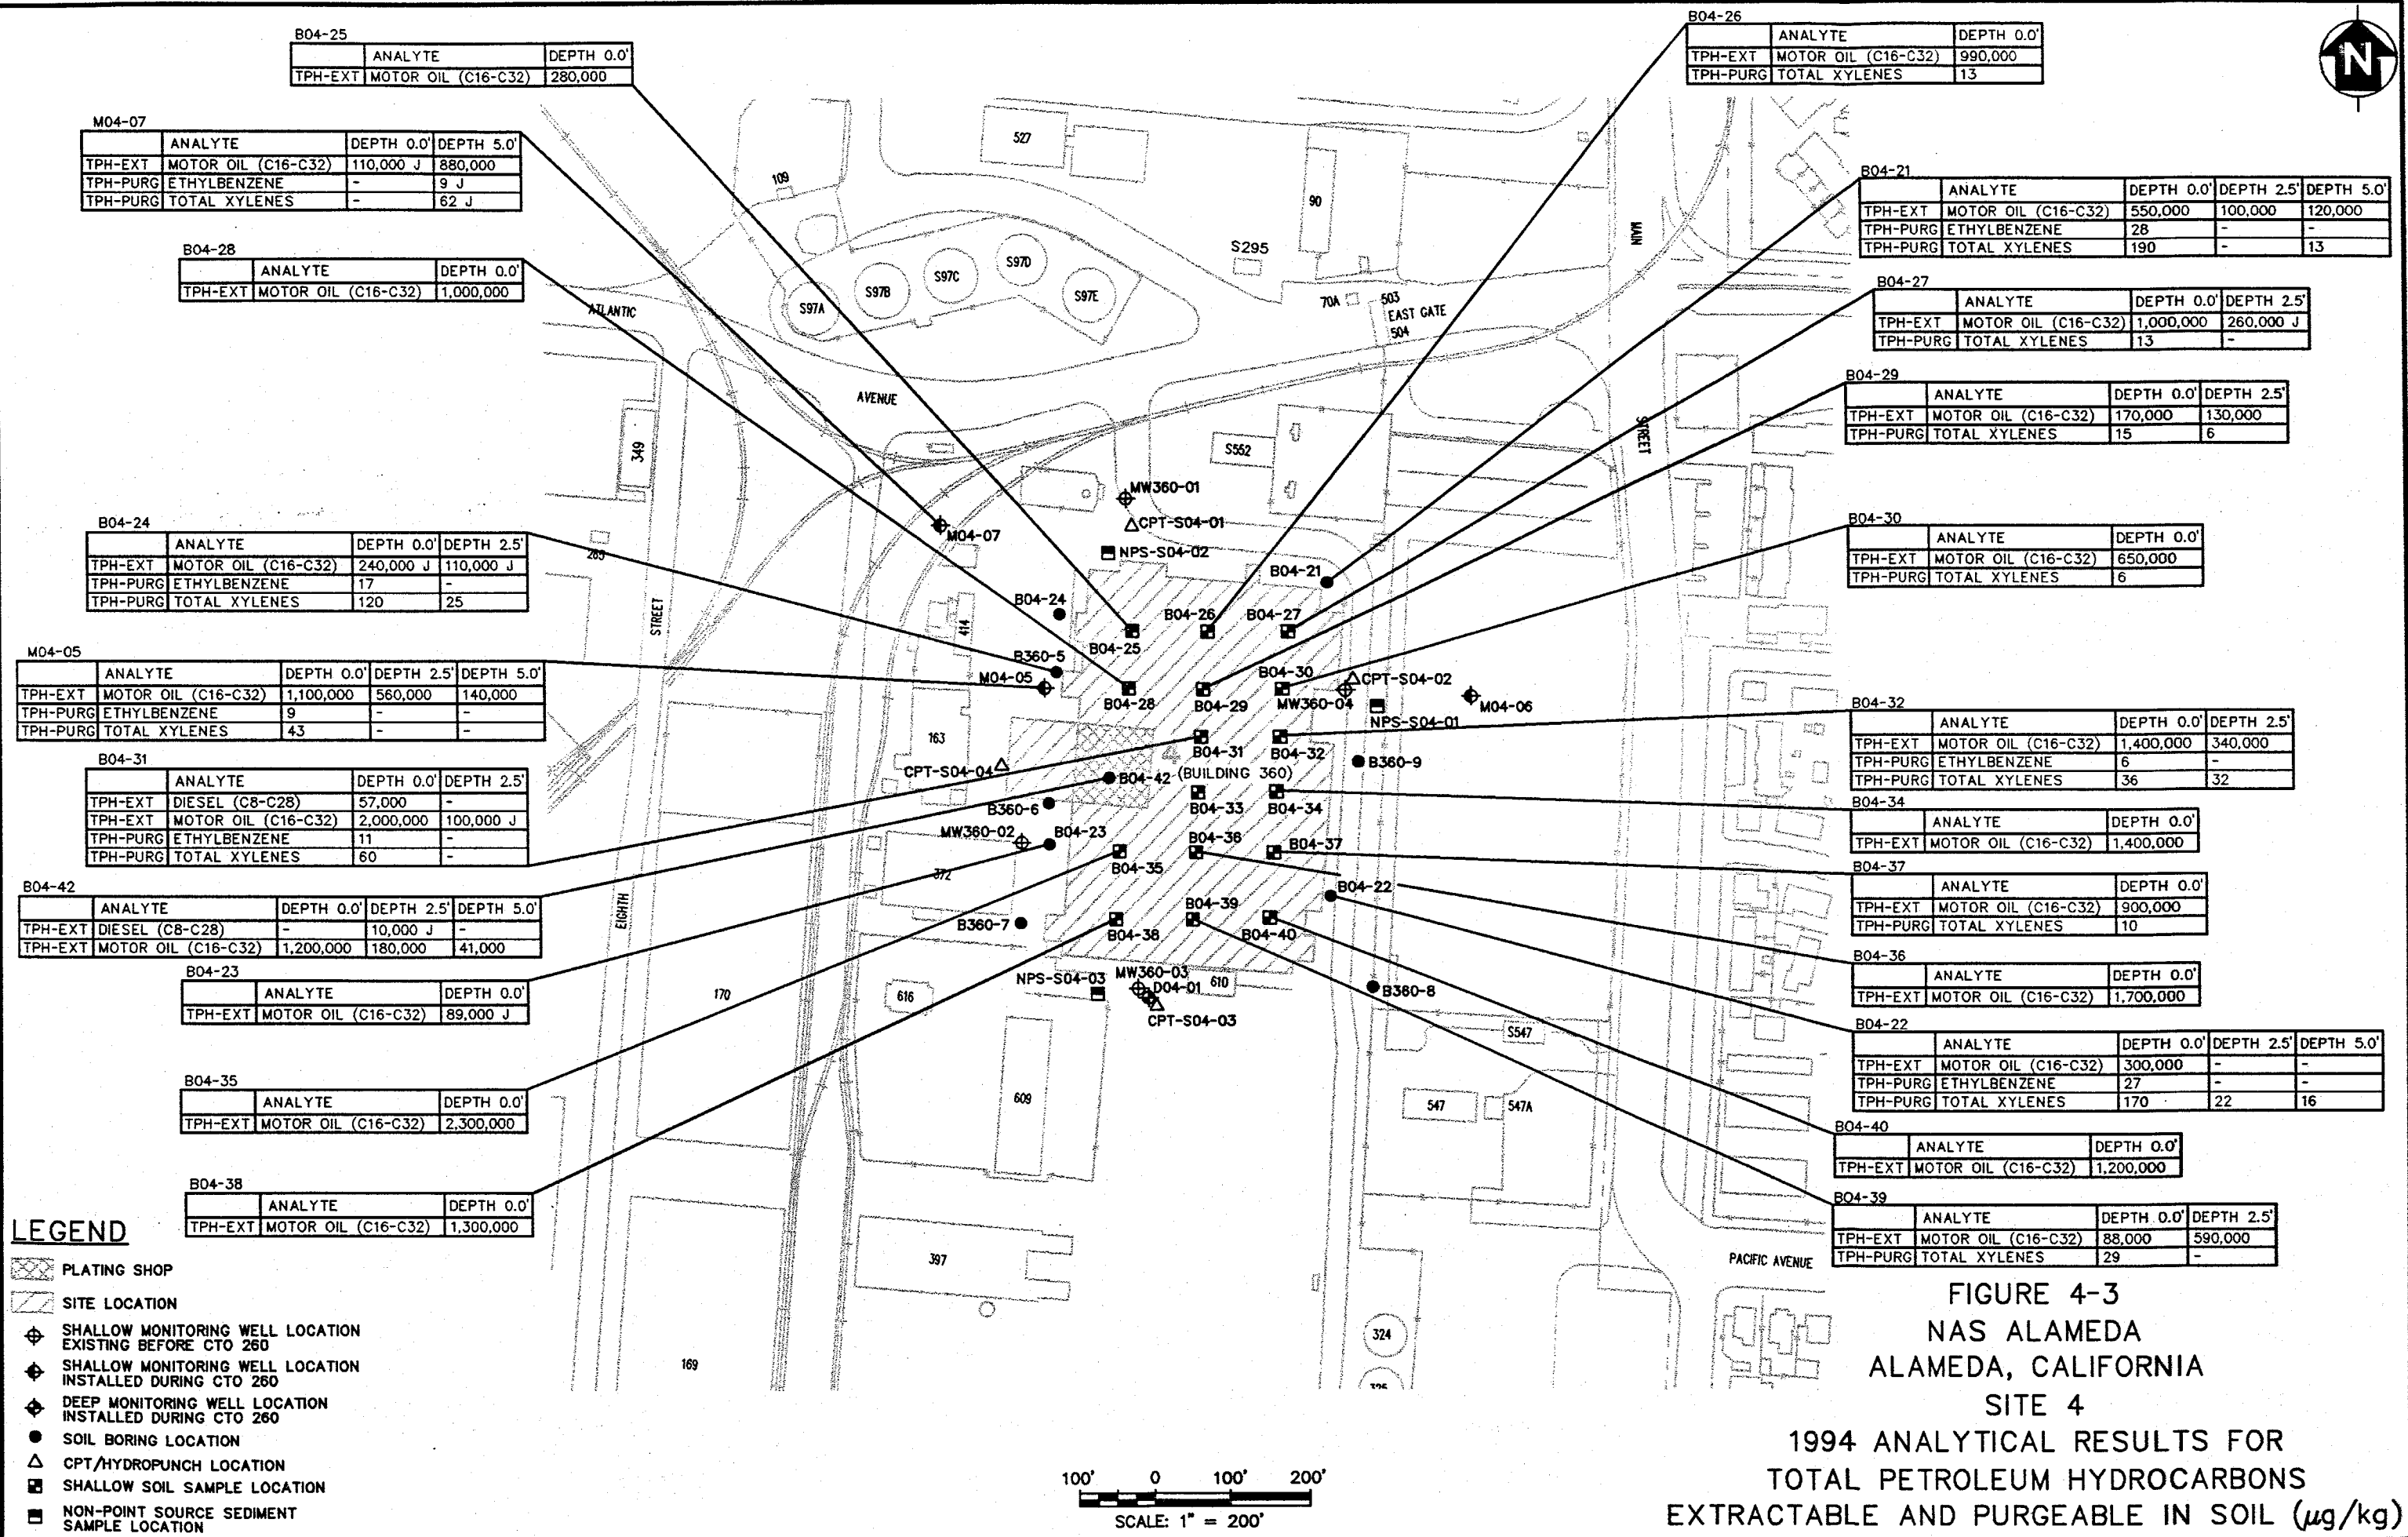 B04-25
ANALYTE DEPTH 0.0'
TPH-EXT MOTOR OIL (C16-C32) 280,000
B04-26
ANALYTE DEPTH 0.0'
TPH-EXT MOTOR OIL (C16-C32) 990,000
TPH-PURG TOTAL XYLENES 13
N
M04-07
ANALYTE DEPTH 0.0' DEPTH 5.0'
TPH-EXT MOTOR OIL (C16-C32) 110,000 J 880,000
TPH-PURG ETHYLBENZENE - 9 J
TPH-PURG TOTAL XYLENES - 62 J
B04-28
ANALYTE DEPTH 0.0'
TPH-EXT MOTOR OIL (C16-C32) 1,000,000
B04-24
ANALYTE DEPTH 0.0' DEPTH 2.5'
TPH-EXT MOTOR OIL (C16-C32) 240,000 J 110,000 J
TPH-PURG ETHYLBENZENE 17 -
TPH-PURG TOTAL XYLENES 120 25
M04-05
ANALYTE DEPTH 0.0' DEPTH 2.5' DEPTH 5.0'
TPH-EXT MOTOR OIL (C16-C32) 1,100,000 560,000 140,000
TPH-PURG ETHYLBENZENE 9 - -
TPH-PURG TOTAL XYLENES 43 - -
B04-31
ANALYTE DEPTH 0.0' DEPTH 2.5'
TPH-EXT DIESEL (C8-C28) 57,000 -
TPH-EXT MOTOR OIL (C16-C32) 2,000,000 100,000 J
TPH-PURG ETHYLBENZENE 11 -
TPH-PURG TOTAL XYLENES 60 -
B04-42
ANALYTE DEPTH 0.0' DEPTH 2.5' DEPTH 5.0'
TPH-EXT DIESEL (C8-C28) - 10,000 J -
TPH-EXT MOTOR OIL (C16-C32) 1,200,000 180,000 41,000
B04-23
ANALYTE DEPTH 0.0'
TPH-EXT MOTOR OIL (C16-C32) 89,000 J
B04-35
ANALYTE DEPTH 0.0'
TPH-EXT MOTOR OIL (C16-C32) 2,300,000
B04-38
ANALYTE DEPTH 0.0'
TPH-EXT MOTOR OIL (C16-C32) 1,300,000
B04-21
ANALYTE DEPTH 0.0' DEPTH 2.5' DEPTH 5.0'
TPH-EXT MOTOR OIL (C16-C32) 550,000 100,000 120,000
TPH-PURG ETHYLBENZENE 28 - -
TPH-PURG TOTAL XYLENES 190 - 13
B04-27
ANALYTE DEPTH 0.0' DEPTH 2.5'
TPH-EXT MOTOR OIL (C16-C32) 1,000,000 260,000 J
TPH-PURG TOTAL XYLENES 13 -
B04-29
ANALYTE DEPTH 0.0' DEPTH 2.5'
TPH-EXT MOTOR OIL (C16-C32) 170,000 130,000
TPH-PURG TOTAL XYLENES 15 6
B04-30
ANALYTE DEPTH 0.0'
TPH-EXT MOTOR OIL (C16-C32) 650,000
TPH-PURG TOTAL XYLENES 6
B04-32
ANALYTE DEPTH 0.0' DEPTH 2.5'
TPH-EXT MOTOR OIL (C16-C32) 1,400,000 340,000
TPH-PURG ETHYLBENZENE 6 -
TPH-PURG TOTAL XYLENES 36 32
B04-34
ANALYTE DEPTH 0.0'
TPH-EXT MOTOR OIL (C16-C32) 1,400,000
B04-37
ANALYTE DEPTH 0.0'
TPH-EXT MOTOR OIL (C16-C32) 900,000
TPH-PURG TOTAL XYLENES 10
B04-36
ANALYTE DEPTH 0.0'
TPH-EXT MOTOR OIL (C16-C32) 1,700,000
B04-22
ANALYTE DEPTH 0.0' DEPTH 2.5' DEPTH 5.0'
TPH-EXT MOTOR OIL (C16-C32) 300,000 - -
TPH-PURG ETHYLBENZENE 27 - -
TPH-PURG TOTAL XYLENES 170 22 16
B04-40
ANALYTE DEPTH 0.0'
TPH-EXT MOTOR OIL (C16-C32) 1,200,000
B04-39
ANALYTE DEPTH 0.0' DEPTH 2.5'
TPH-EXT MOTOR OIL (C16-C32) 88,000 590,000
TPH-PURG TOTAL XYLENES 29 -
527
109
90
S295
S97A
S97B
S97C
S97D
S97E
70A
503
EAST GATE
504
MAIN
STREET
ATLANTIC
AVENUE
349
S552
MW360-01
CPT-S04-01
M04-07
NPS-S04-02
265
STREET
414
B04-21
B04-24
B04-26
B04-27
B04-25
B360-5
M04-05
B04-30
CPT-S04-02
B04-28
B04-29
MW360-04
M04-06
NPS-S04-01
163
4
B04-31
B04-32
B360-9
CPT-S04-04
B04-42
(BUILDING 360)
B360-6
B04-33
B04-34
MW360-02
B04-23
B04-36
B04-37
B04-35
372
B04-22
EIGHTH
B360-7
B04-39
B04-38
B04-40
NPS-S04-03
MW360-03
D04-01
610
B360-8
CPT-S04-03
170
616
S547
609
547
547A
397
PACIFIC AVENUE
324
169
LEGEND
PLATING SHOP
SITE LOCATION
SHALLOW MONITORING WELL LOCATION
EXISTING BEFORE CTO 260
SHALLOW MONITORING WELL LOCATION
INSTALLED DURING CTO 260
DEEP MONITORING WELL LOCATION
INSTALLED DURING CTO 260
SOIL BORING LOCATION
CPT/HYDROPUNCH LOCATION
SHALLOW SOIL SAMPLE LOCATION
NON-POINT SOURCE SEDIMENT
SAMPLE LOCATION
100' 0 100' 200'
SCALE: 1" = 200'
FIGURE 4-3
NAS ALAMEDA
ALAMEDA, CALIFORNIA
SITE 4
1994 ANALYTICAL RESULTS FOR
TOTAL PETROLEUM HYDROCARBONS
EXTRACTABLE AND PURGEABLE IN SOIL (μg/kg)